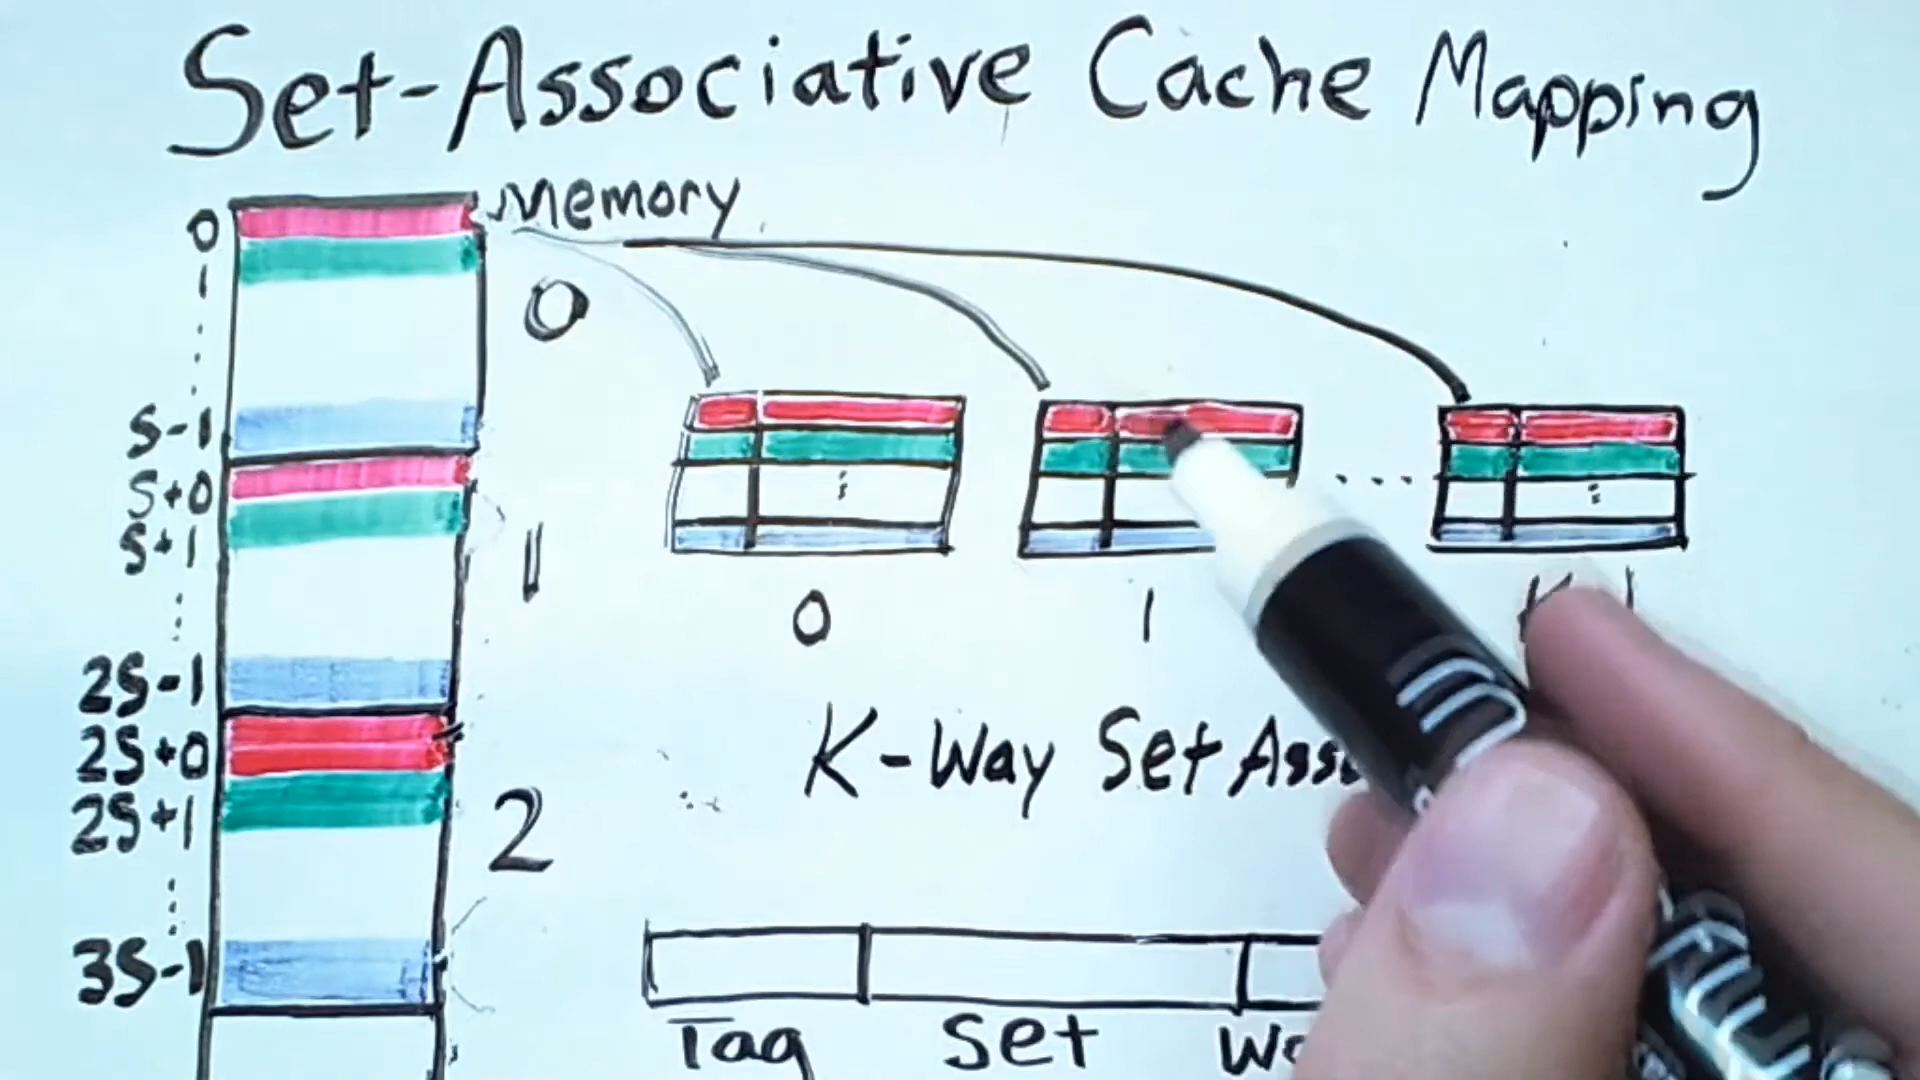 Set-Associative Cache Mapping
Memory
0
1
S-1
S+0
S+1
2S-1
2S+0
2S+1
3S-1
0
1
2
0
1
K-Way Set
Tag
Set